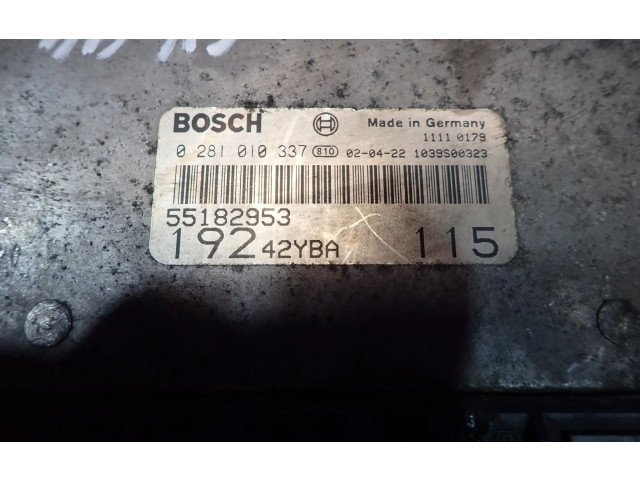 BOSCH Made in Germany
1111 0179
0 281 010 337 810 02-04-22 1039S00323
55182953
192 42YBA 115